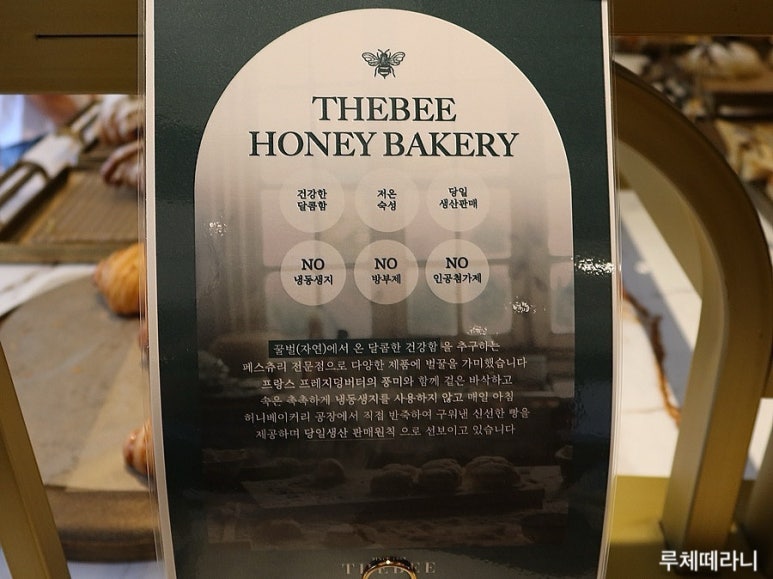 THEBEE
HONEY BAKERY
건강한
달콤함
저온
숙성
당일
생산판매
NO
냉동생지
NO
방부제
NO
인공첨가제
꿀벌(자연)에서 온 달콤한 건강함 을 추구하는
페스츄리 전문점으로 다양한 제품에 벌꿀을 가미했습니다
프랑스 프레지덩버터의 풍미와 함께 겉은 바삭하고
속은 촉촉하게 냉동생지를 사용하지 않고 매일 아침
허니베이커리 공장에서 직접 반죽하여 구워낸 신선한 빵을
제공하며 당일생산 판매원칙 으로 선보이고 있습니다
THEBEE
루체떼라니